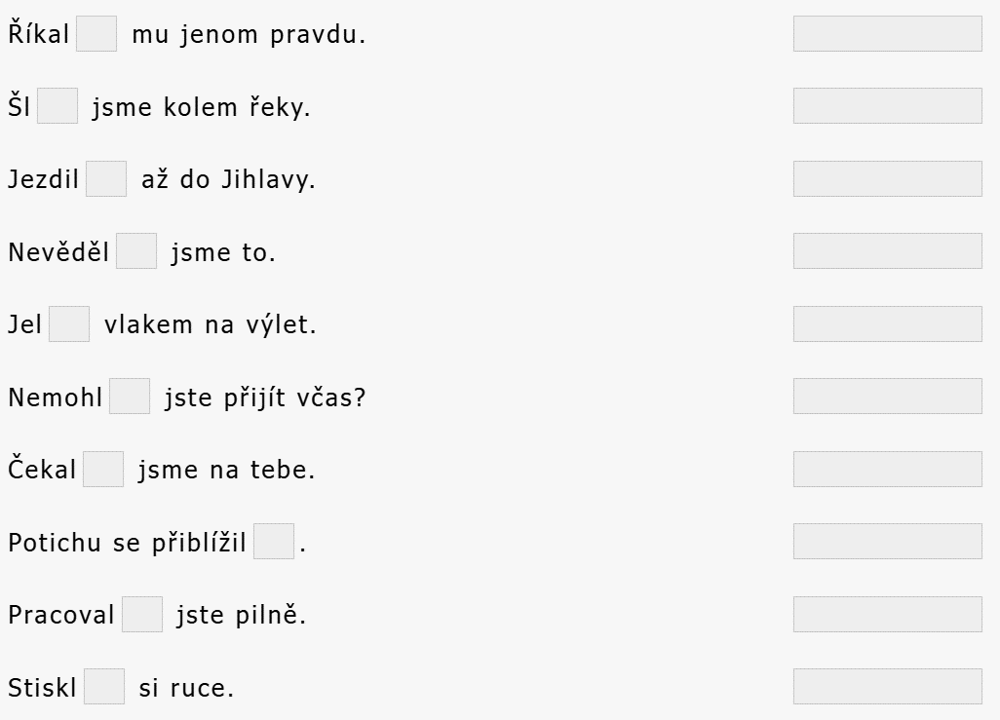 Říkal mu jenom pravdu.
Šl jsme kolem řeky.
Jezdil až do Jihlavy.
Nevěděl jsme to.
Jel vlakem na výlet.
Nemohl jste přijít včas?
Čekal jsme na tebe.
Potichu se přiblížil .
Pracoval jste pilně.
Stiskl si ruce.